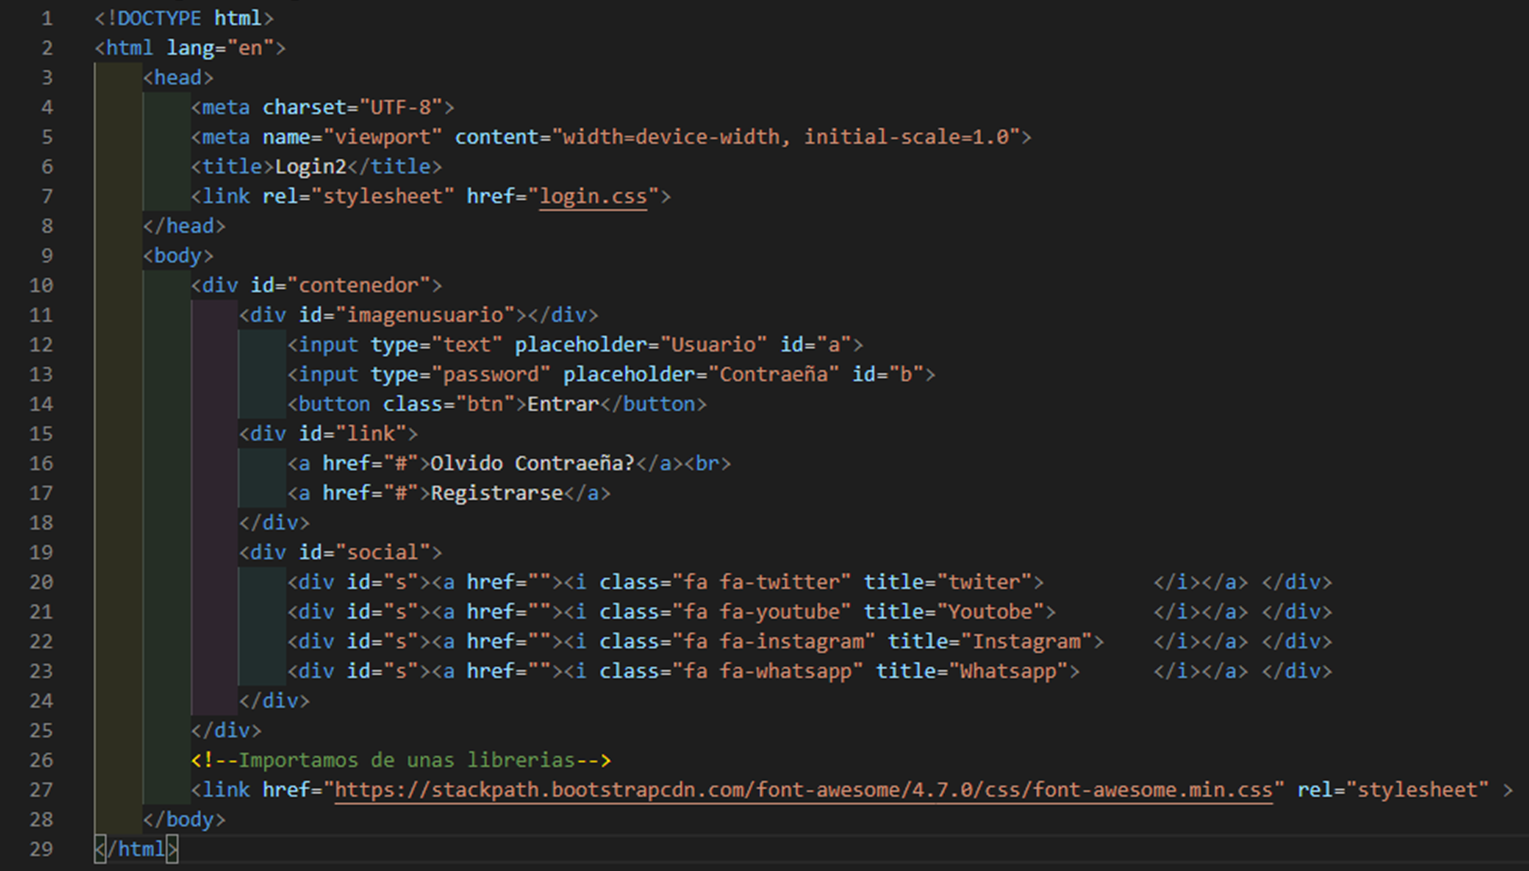 1 <!DOCTYPE html>
2 <html lang="en">
3 <head>
4 <meta charset="UTF-8">
5 <meta name="viewport" content="width=device-width, initial-scale=1.0">
6 <title>Login2</title>
7 <link rel="stylesheet" href="login.css">
8 </head>
9 <body>
10 <div id="contenedor">
11 <div id="imagenusuario"></div>
12 <input type="text" placeholder="Usuario" id="a">
13 <input type="password" placeholder="Contraeña" id="b">
14 <button class="btn">Entrar</button>
15 <div id="link">
16 <a href="#">Olvido Contraeña?</a><br>
17 <a href="#">Registrarse</a>
18 </div>
19 <div id="social">
20 <div id="s"><a href=""><i class="fa fa-twitter" title="twiter"> </i></a> </div>
21 <div id="s"><a href=""><i class="fa fa-youtube" title="Youtobe"> </i></a> </div>
22 <div id="s"><a href=""><i class="fa fa-instagram" title="Instagram"> </i></a> </div>
23 <div id="s"><a href=""><i class="fa fa-whatsapp" title="Whatsapp"> </i></a> </div>
24 </div>
25 </div>
26 <!--Importamos de unas librerias-->
27 <link href="https://stackpath.bootstrapcdn.com/font-awesome/4.7.0/css/font-awesome.min.css" rel="stylesheet" >
28 </body>
29 </html>